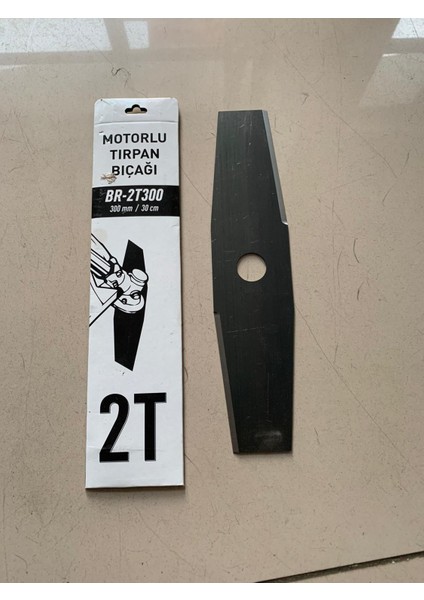 MOTORLU
TIRPAN
BIÇAĞI
BR-2T300
300 mm / 30 cm
2T